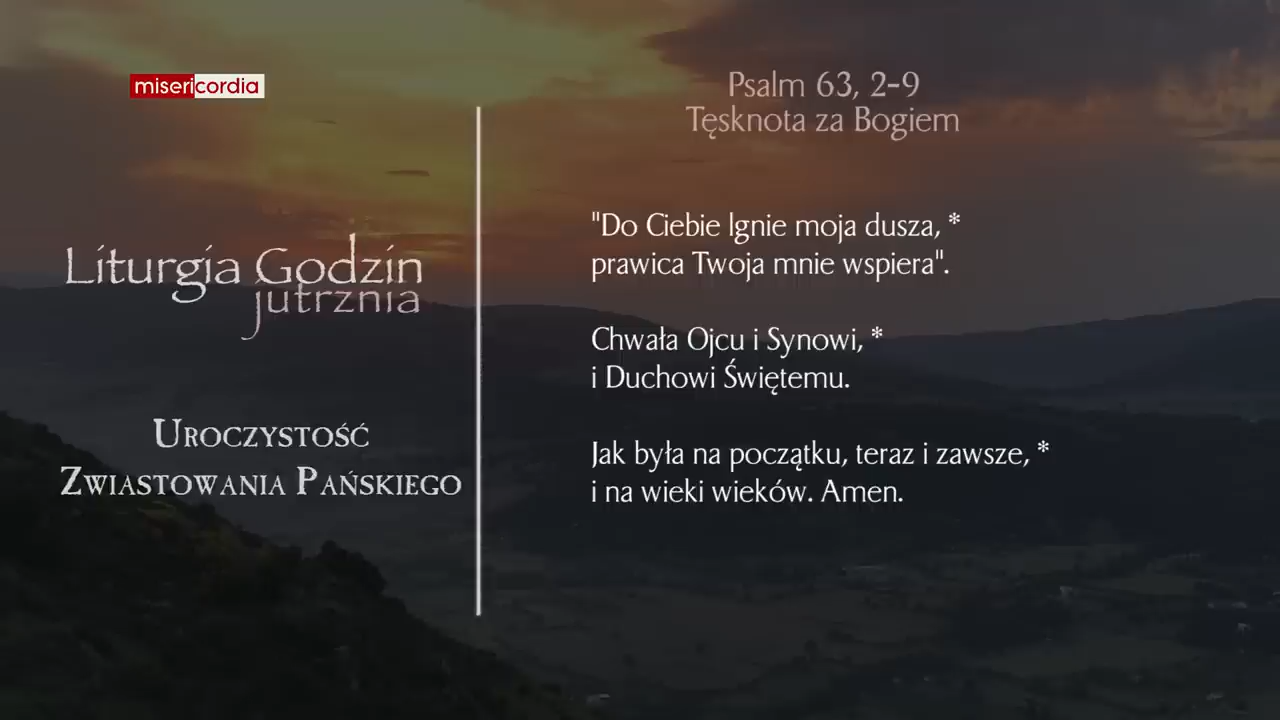 misericordia
Liturgia Godzin
jutrznia
Uroczystość
Zwiastowania Pańskiego
Psalm 63, 2-9
Tęsknota za Bogiem
"Do Ciebie lgnie moja dusza, *
prawica Twoja mnie wspiera".
Chwała Ojcu i Synowi, *
i Duchowi Świętemu.
Jak była na początku, teraz i zawsze, *
i na wieki wieków. Amen.